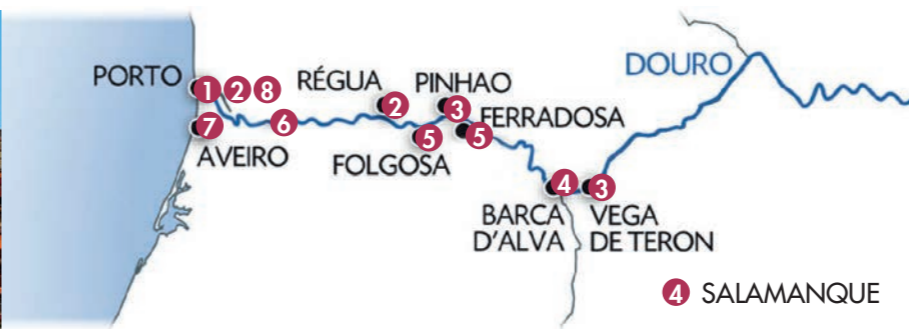 PORTO
1 2 8
RÉGUA
2
PINHAO
3
DOURO
FERRADOSA
5
6
7
AVEIRO
5
FOLGOSA
4
BARCA
D'ALVA
3
VEGA
DE TERON
4 SALAMANQUE